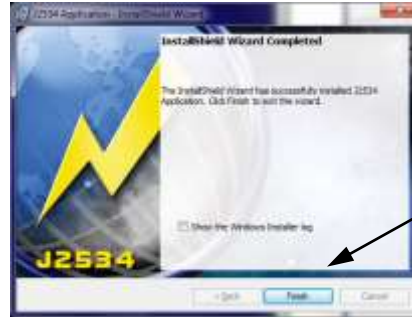 J2534 Application - InstallShield Wizard
InstallShield Wizard Completed
The InstallShield Wizard has successfully installed J2534
Application. Click Finish to exit the wizard.
Show the Windows Installer log
J2534
< Back
Finish
Cancel